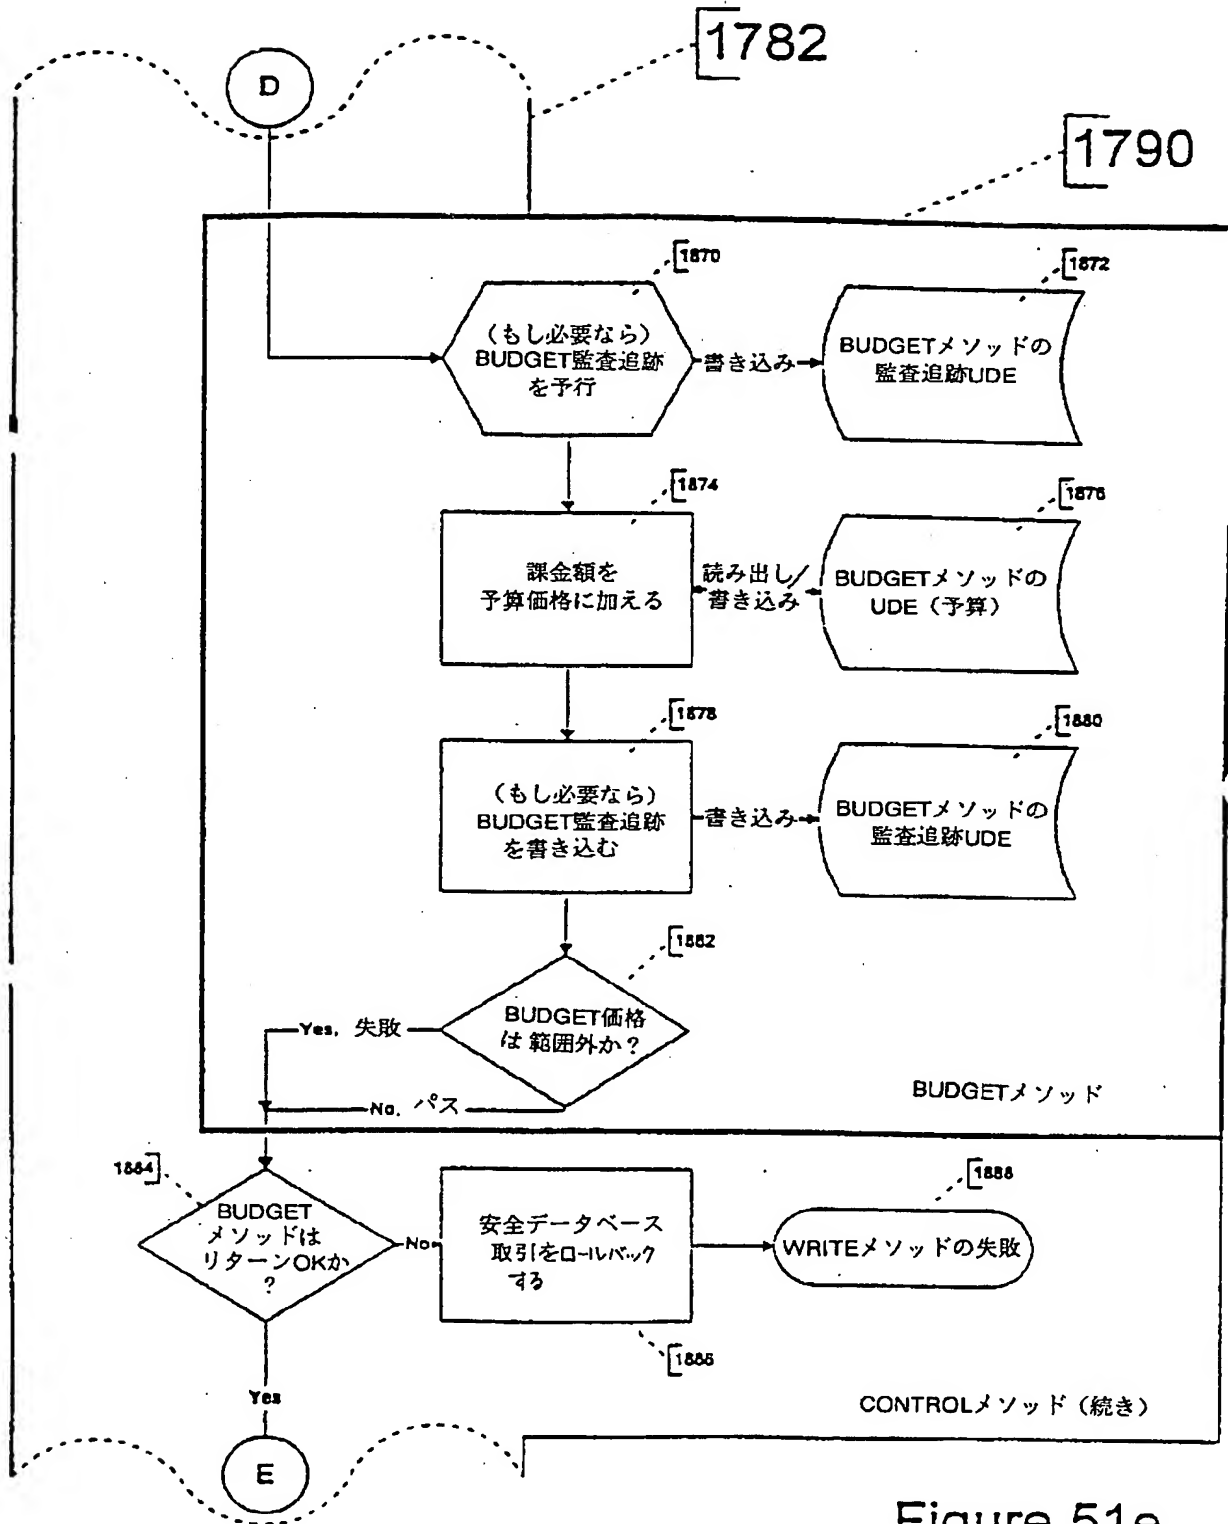 1782
D
1790
1870
1872
(もし必要なら)
BUDGET監査追跡
を予行
書き込み
BUDGETメソッドの
監査追跡UDE
1874
1876
課金額を
予算価格に加える
読み出し/
書き込み
BUDGETメソッドの
UDE(予算)
1878
1880
(もし必要なら)
BUDGET監査追跡
を書き込む
書き込み
BUDGETメソッドの
監査追跡UDE
1882
BUDGET価格
は範囲外か?
Yes, 失敗
No, パス
BUDGETメソッド
1884
1888
BUDGET
メソッドは
リターンOKか
?
No
安全データベース
取引をロールバック
する
WRITEメソッドの失敗
1886
Yes
CONTROLメソッド(続き)
E
Figure 51e